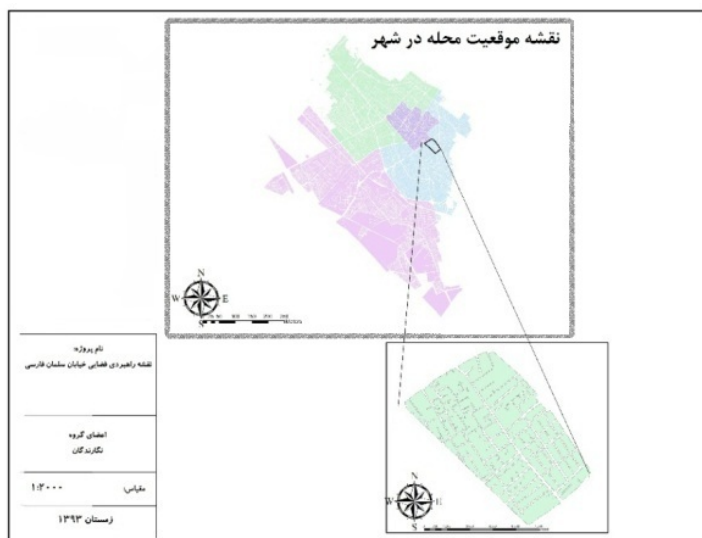 نقشه موقعیت محله در شهر
N
W
E
S
نام پروژه:
نقشه راهبردی فضایی خیابان سلمان فارسی
اعضای گروه
نگارندگان
مقیاس: ۱:۲۰۰۰
زمستان ۱۳۹۳
N
W
E
S